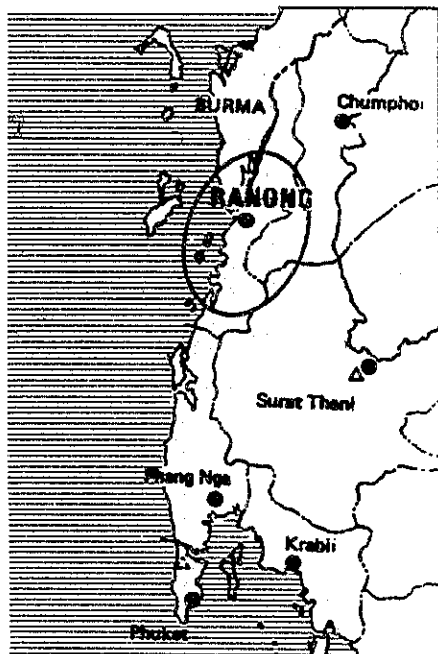 BURMA
Chumphon
RANONG
Surat Thani
Phang Nga
Krabi
Phuket